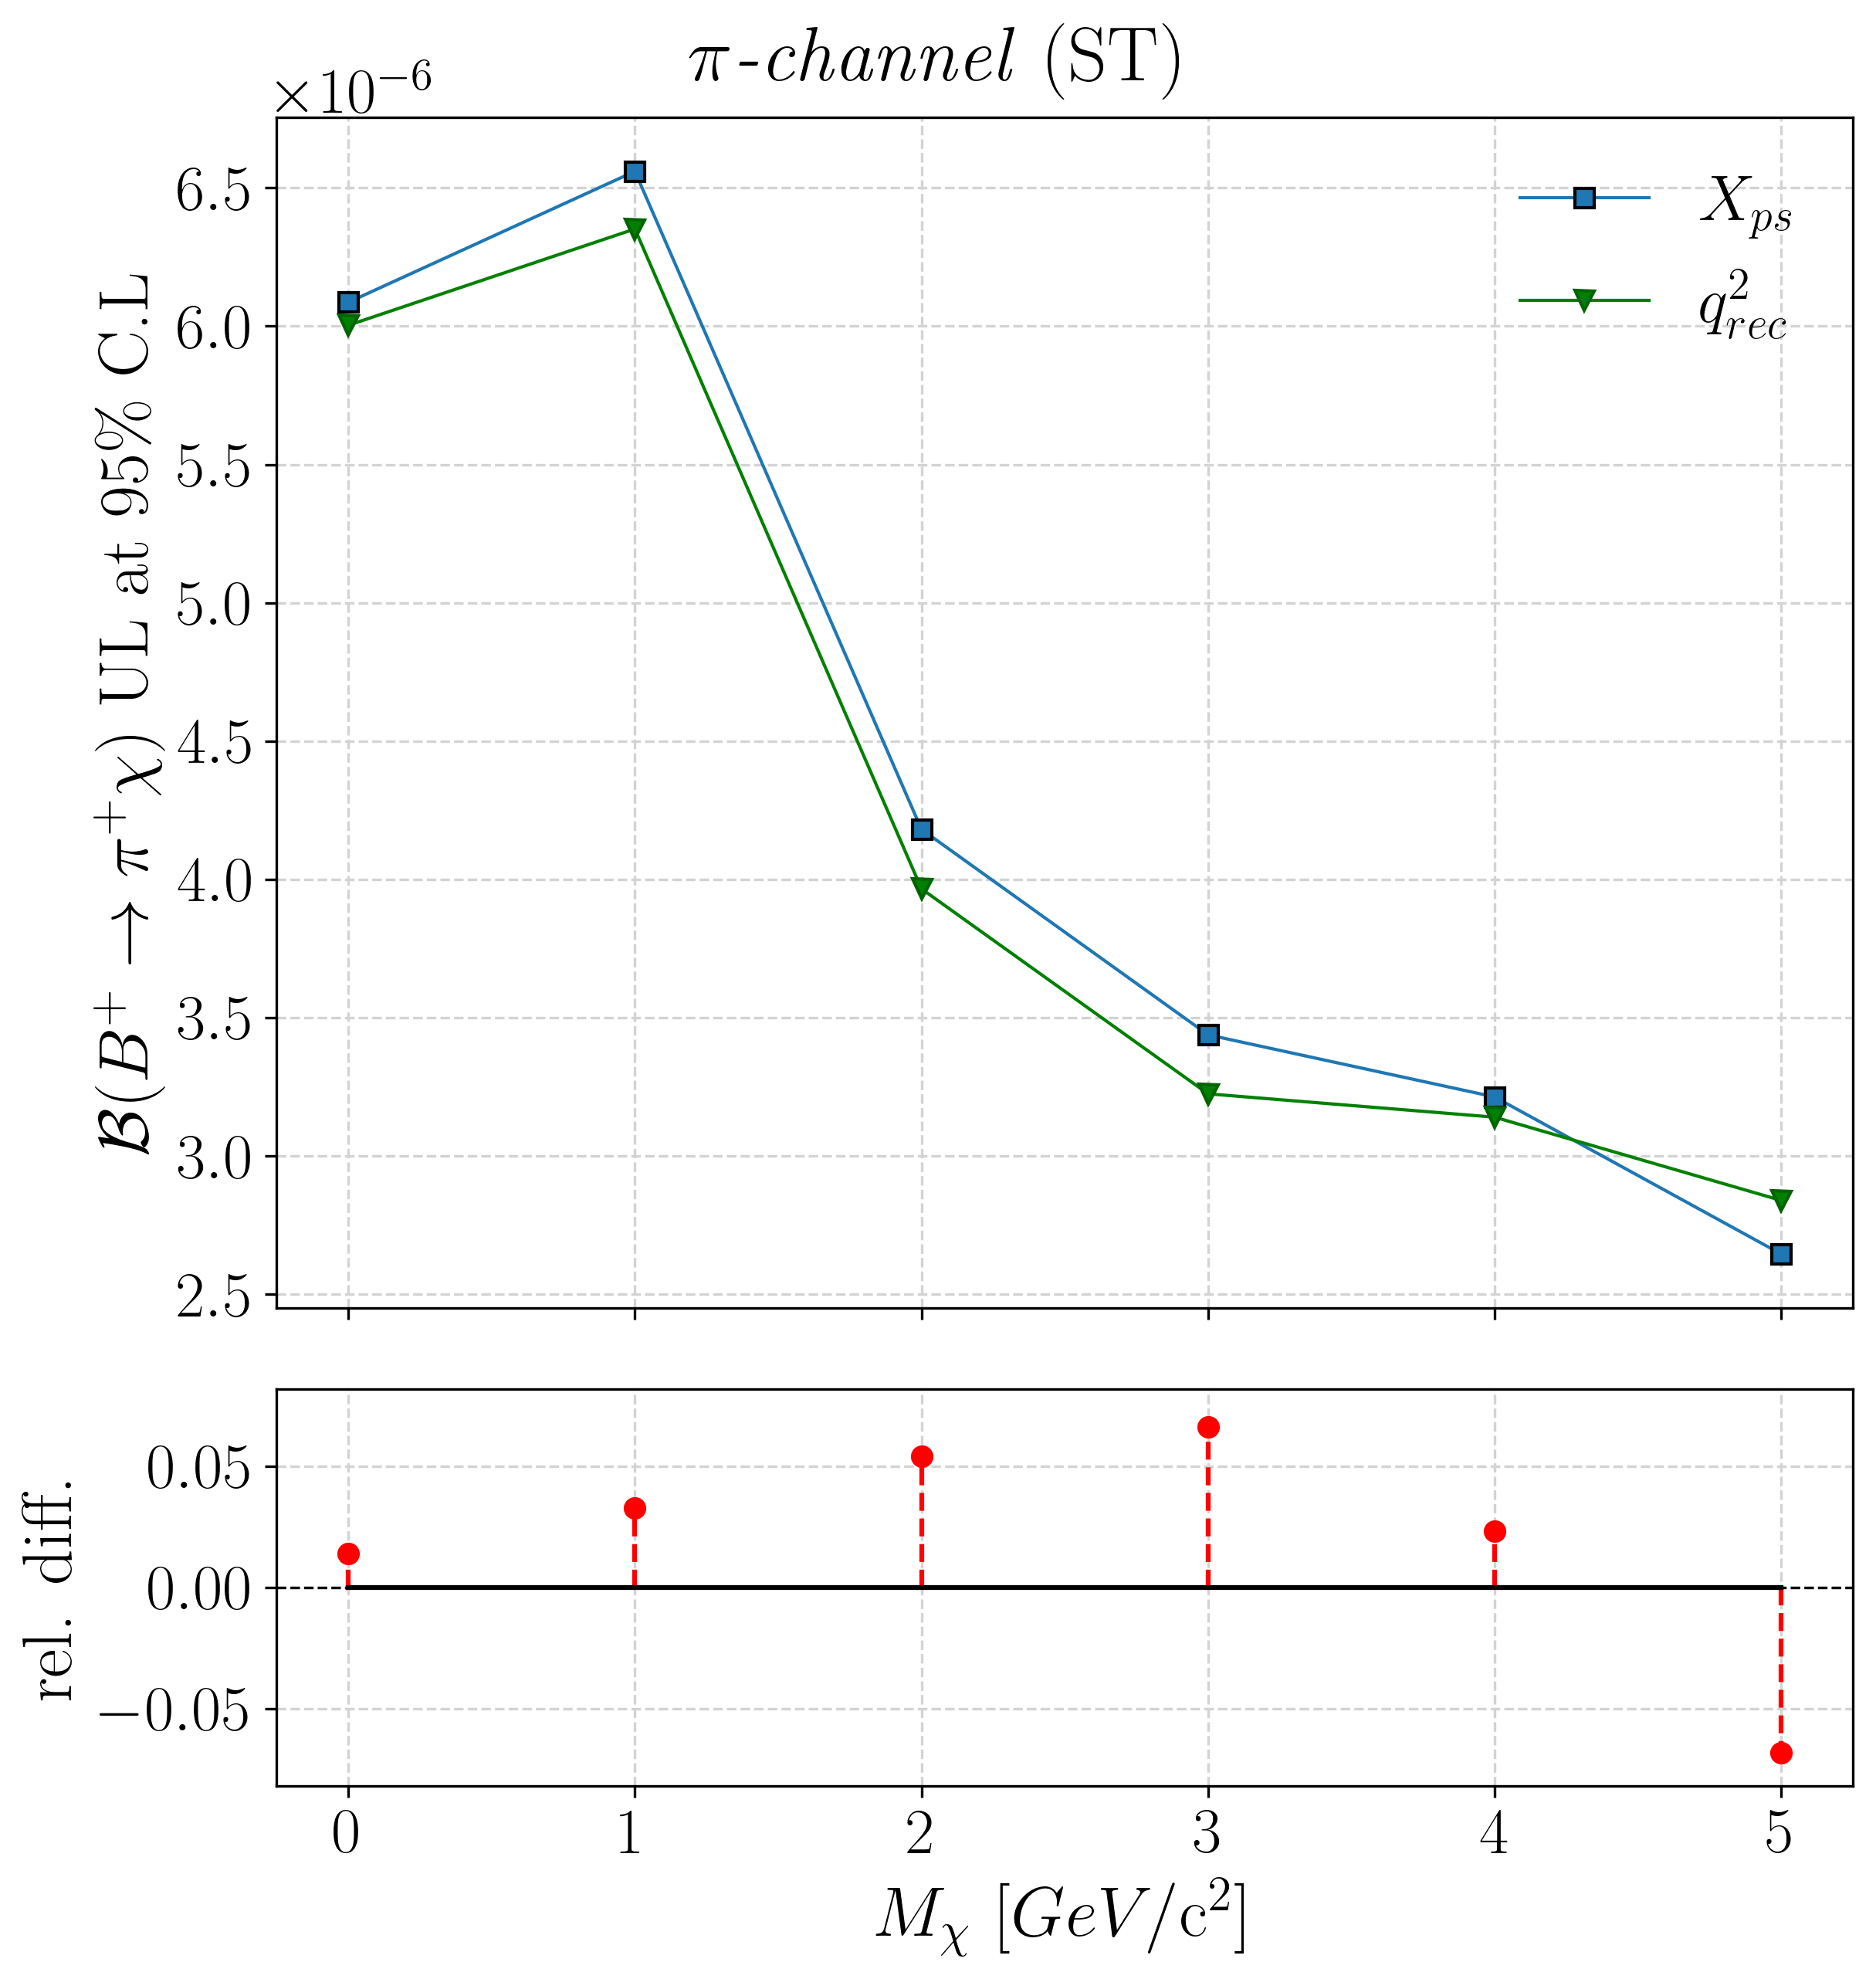 π-channel (ST)
×10⁻⁶
6.5
6.0
5.5
5.0
4.5
4.0
3.5
3.0
2.5
𝓑(B⁺ → π⁺χ) UL at 95% C.L
X_ps
q²_rec
0.05
0.00
−0.05
rel. diff.
0 1 2 3 4 5
M_χ [GeV/c²]